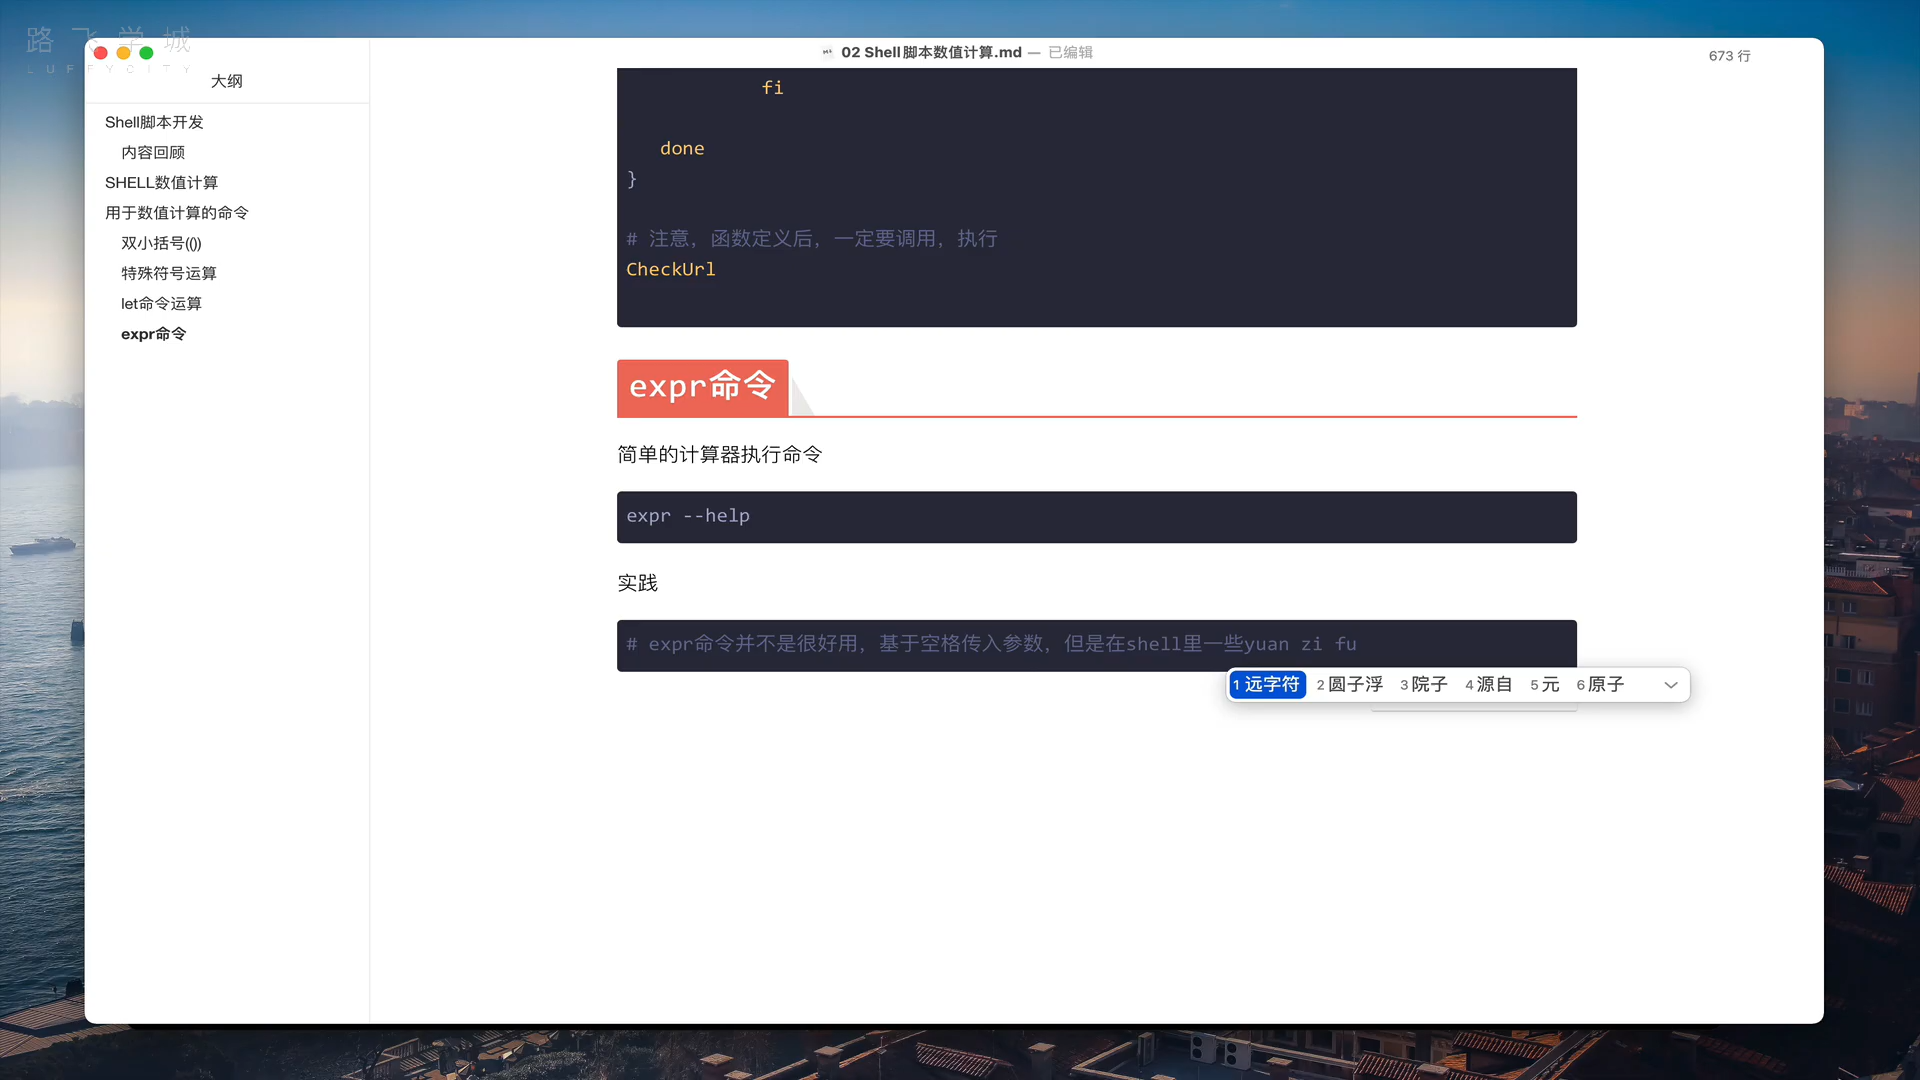 路飞学城
LUFFYCITY
02 Shell脚本数值计算.md — 已编辑
673 行
大纲
Shell脚本开发
内容回顾
SHELL数值计算
用于数值计算的命令
双小括号(())
特殊符号运算
let命令运算
expr命令
fi
done
}
# 注意，函数定义后，一定要调用，执行
CheckUrl
expr命令
简单的计算器执行命令
expr --help
实践
# expr命令并不是很好用，基于空格传入参数，但是在shell里一些yuan zi fu
1 远字符 2 圆子浮 3 院子 4 源自 5 元 6 原子